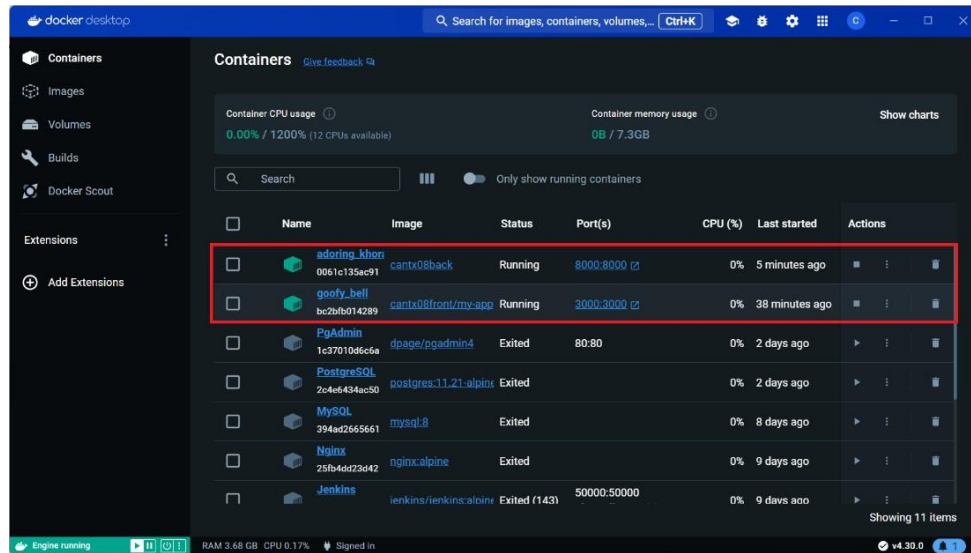 docker desktop
Search for images, containers, volumes,... Ctrl+K
C
Containers
Images
Volumes
Builds
Docker Scout
Extensions
Add Extensions
Containers Give feedback
Container CPU usage
0.00% / 1200% (12 CPUs available)
Container memory usage
0B / 7.3GB
Show charts
Search
Only show running containers
Name Image Status Port(s) CPU (%) Last started Actions
adoring_khora
0061c135ac91 cantx08back Running 8000:8000 0% 5 minutes ago
goofy_bell
bc2bfb014289 cantx08front/my-app Running 3000:3000 0% 38 minutes ago
PgAdmin
1c37010d6c6a dpage/pgadmin4 Exited 80:80 0% 2 days ago
PostgreSQL
2c4e6434ac50 postgres:11.21-alpine Exited 0% 2 days ago
MySQL
394ad2665661 mysql:8 Exited 0% 8 days ago
Nginx
25fb4dd23d42 nginx:alpine Exited 0% 9 days ago
Jenkins
jenkins/jenkins:alpine Exited (143) 50000:50000 0% 9 days ago
Showing 11 items
Engine running RAM 3.68 GB CPU 0.17% Signed in v4.30.0 1